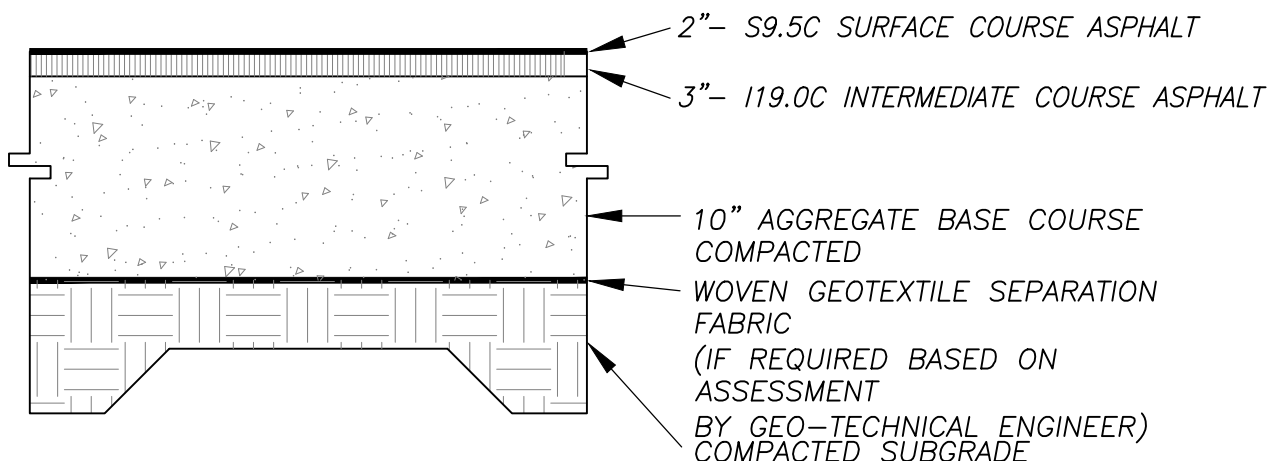 2"- S9.5C SURFACE COURSE ASPHALT
3"- I19.0C INTERMEDIATE COURSE ASPHALT
10" AGGREGATE BASE COURSE
COMPACTED
WOVEN GEOTEXTILE SEPARATION
FABRIC
(IF REQUIRED BASED ON
ASSESSMENT
BY GEO-TECHNICAL ENGINEER)
COMPACTED SUBGRADE